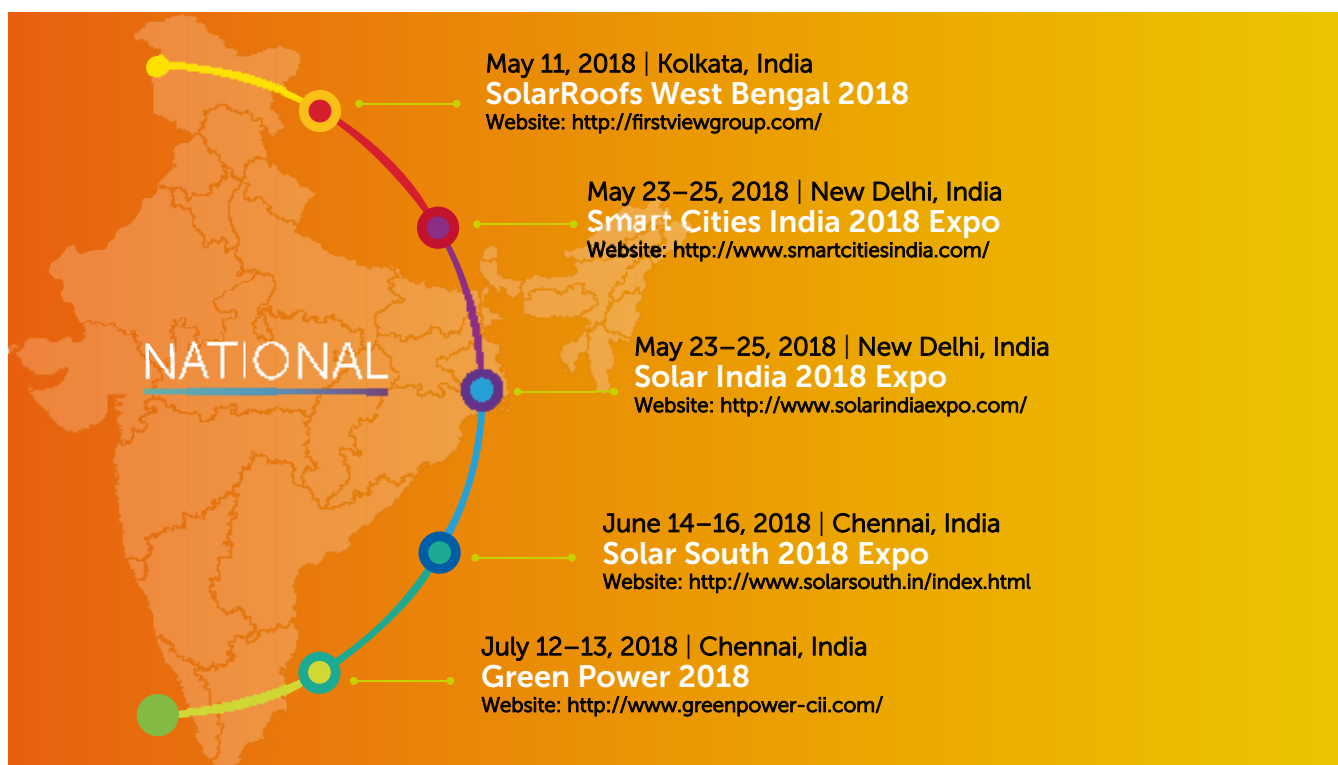 May 11, 2018 | Kolkata, India
SolarRoofs West Bengal 2018
Website: http://firstviewgroup.com/
May 23–25, 2018 | New Delhi, India
Smart Cities India 2018 Expo
Website: http://www.smartcitiesindia.com/
NATIONAL
May 23–25, 2018 | New Delhi, India
Solar India 2018 Expo
Website: http://www.solarindiaexpo.com/
June 14–16, 2018 | Chennai, India
Solar South 2018 Expo
Website: http://www.solarsouth.in/index.html
July 12–13, 2018 | Chennai, India
Green Power 2018
Website: http://www.greenpower-cii.com/